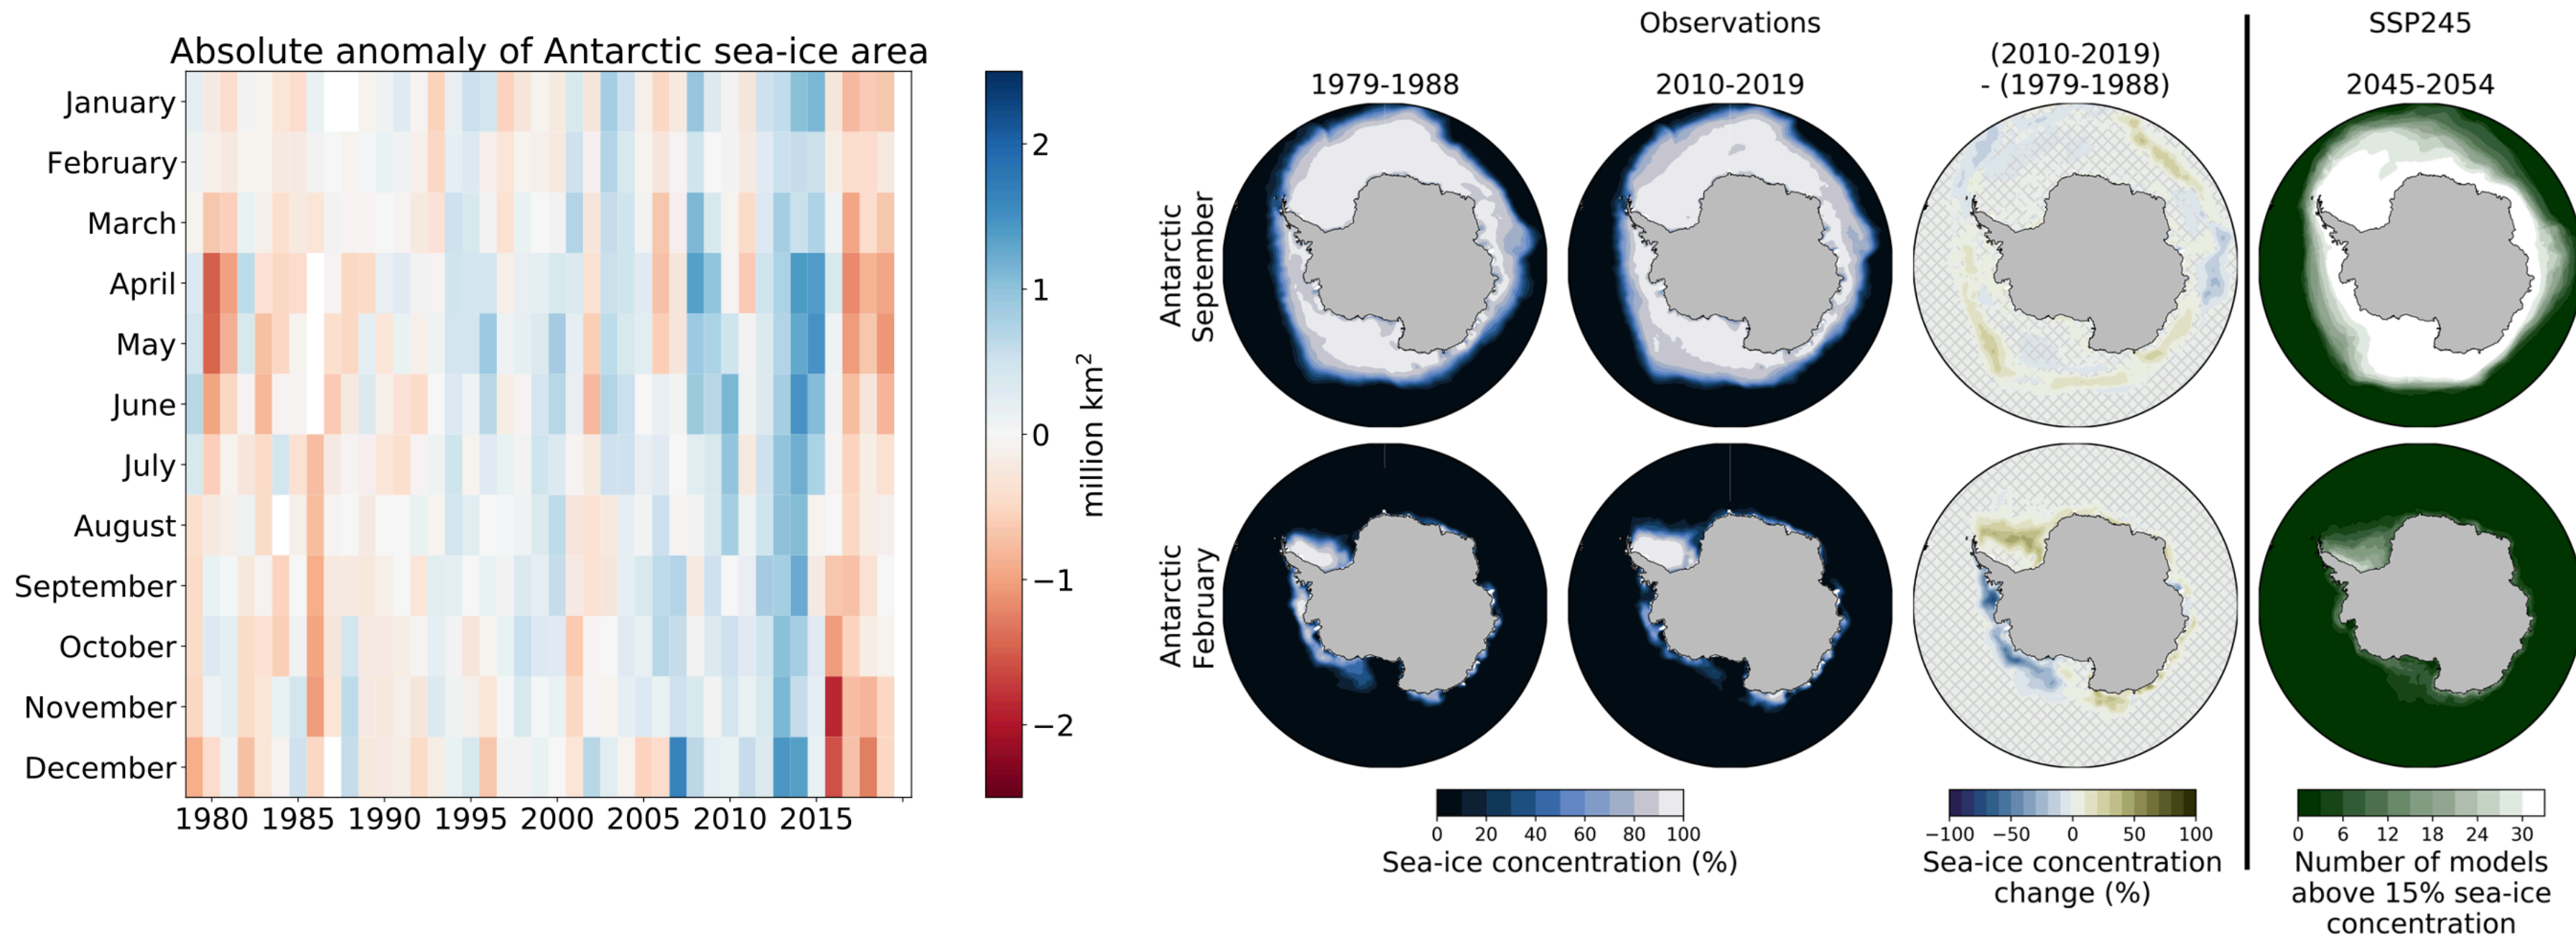 Absolute anomaly of Antarctic sea-ice area
January
February
March
April
May
June
July
August
September
October
November
December
1980 1985 1990 1995 2000 2005 2010 2015
2
1
0
−1
−2
million km²
Observations
SSP245
1979-1988
2010-2019
(2010-2019)
- (1979-1988)
2045-2054
Antarctic
September
Antarctic
February
0 20 40 60 80 100
Sea-ice concentration (%)
−100 −50 0 50 100
Sea-ice concentration
change (%)
0 6 12 18 24 30
Number of models
above 15% sea-ice
concentration